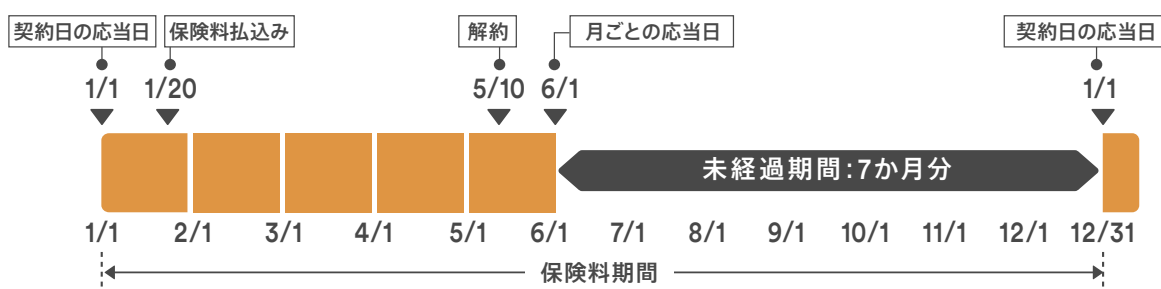 契約日の応当日 保険料払込み 解約 月ごとの応当日 契約日の応当日
1/1 1/20 5/10 6/1 1/1
未経過期間:7か月分
1/1 2/1 3/1 4/1 5/1 6/1 7/1 8/1 9/1 10/1 11/1 12/1 12/31
保険料期間